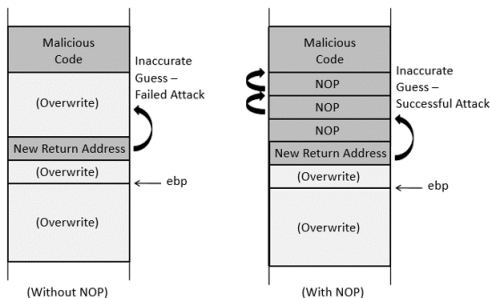 Malicious
Code
Inaccurate
Guess –
Failed Attack
(Overwrite)
New Return Address
(Overwrite)
ebp
(Overwrite)
(Without NOP)
Malicious
Code
NOP
Inaccurate
Guess –
Successful Attack
NOP
NOP
New Return Address
(Overwrite)
ebp
(Overwrite)
(With NOP)